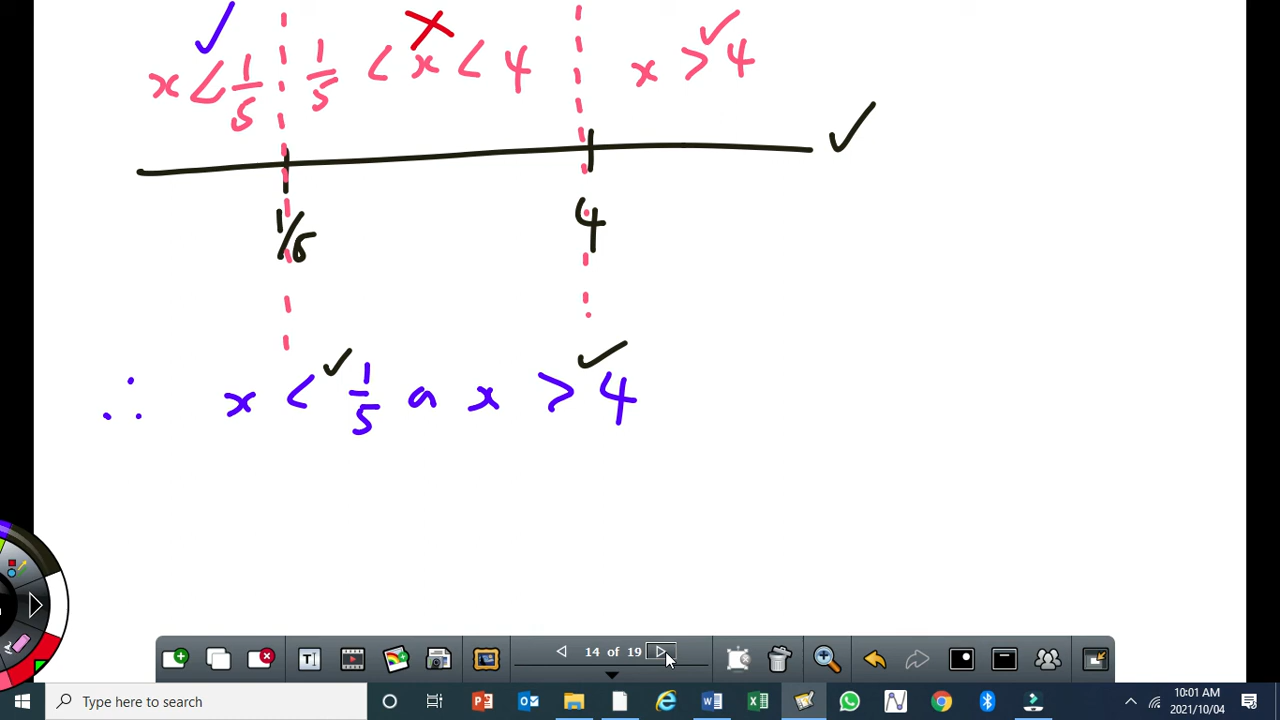 x < 1/5 1/5 < x < 4 x > 4
1/5 4
∴ x < 1/5 a x > 4
14 of 19
Type here to search
10:01 AM
2021/10/04